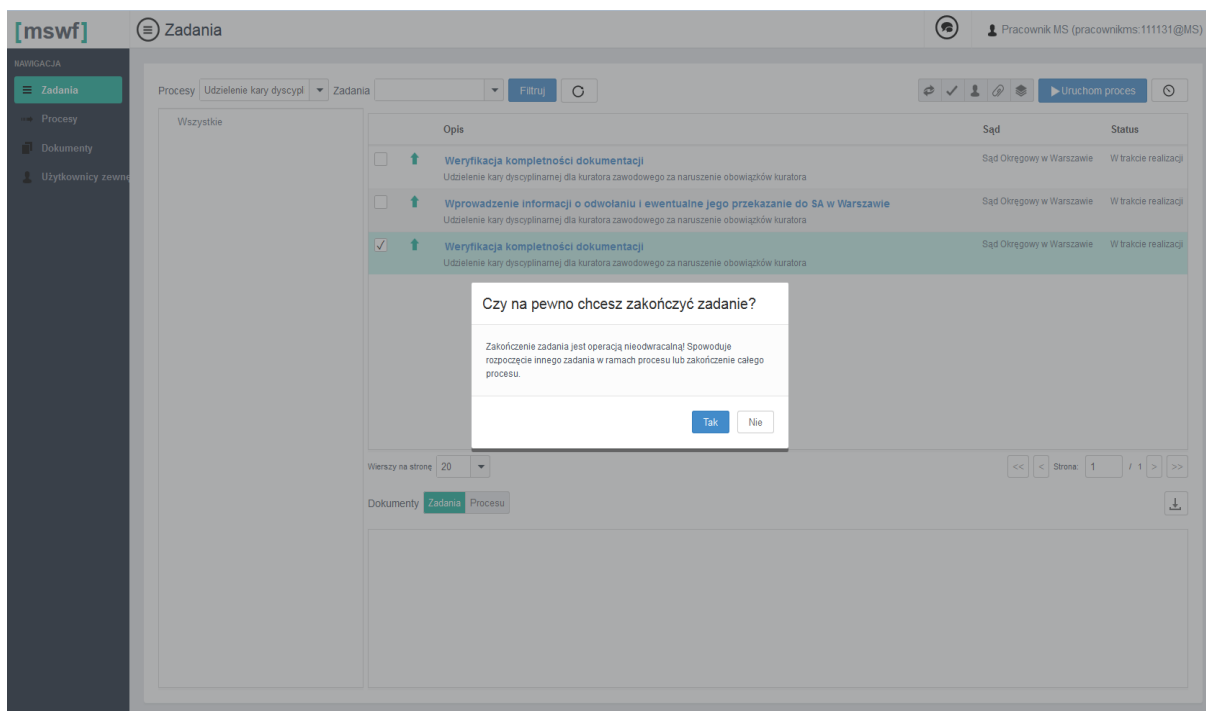 [mswf]
Zadania
Pracownik MS (pracownikms:111131@MS)
NAWIGACJA
Zadania
Procesy
Dokumenty
Użytkownicy zewnę
Procesy Udzielenie kary dyscypl Zadania Filtruj Uruchom proces
Wszystkie
Opis Sąd Status
Weryfikacja kompletności dokumentacji Sąd Okręgowy w Warszawie W trakcie realizacji
Udzielenie kary dyscyplinarnej dla kuratora zawodowego za naruszenie obowiązków kuratora
Wprowadzenie informacji o odwołaniu i ewentualne jego przekazanie do SA w Warszawie Sąd Okręgowy w Warszawie W trakcie realizacji
Udzielenie kary dyscyplinarnej dla kuratora zawodowego za naruszenie obowiązków kuratora
Weryfikacja kompletności dokumentacji Sąd Okręgowy w Warszawie W trakcie realizacji
Udzielenie kary dyscyplinarnej dla kuratora zawodowego za naruszenie obowiązków kuratora
Czy na pewno chcesz zakończyć zadanie?
Zakończenie zadania jest operacją nieodwracalną! Spowoduje
rozpoczęcie innego zadania w ramach procesu lub zakończenie całego
procesu.
Tak Nie
Wierszy na stronę 20 << < Strona: 1 / 1 > >>
Dokumenty Zadania Procesu